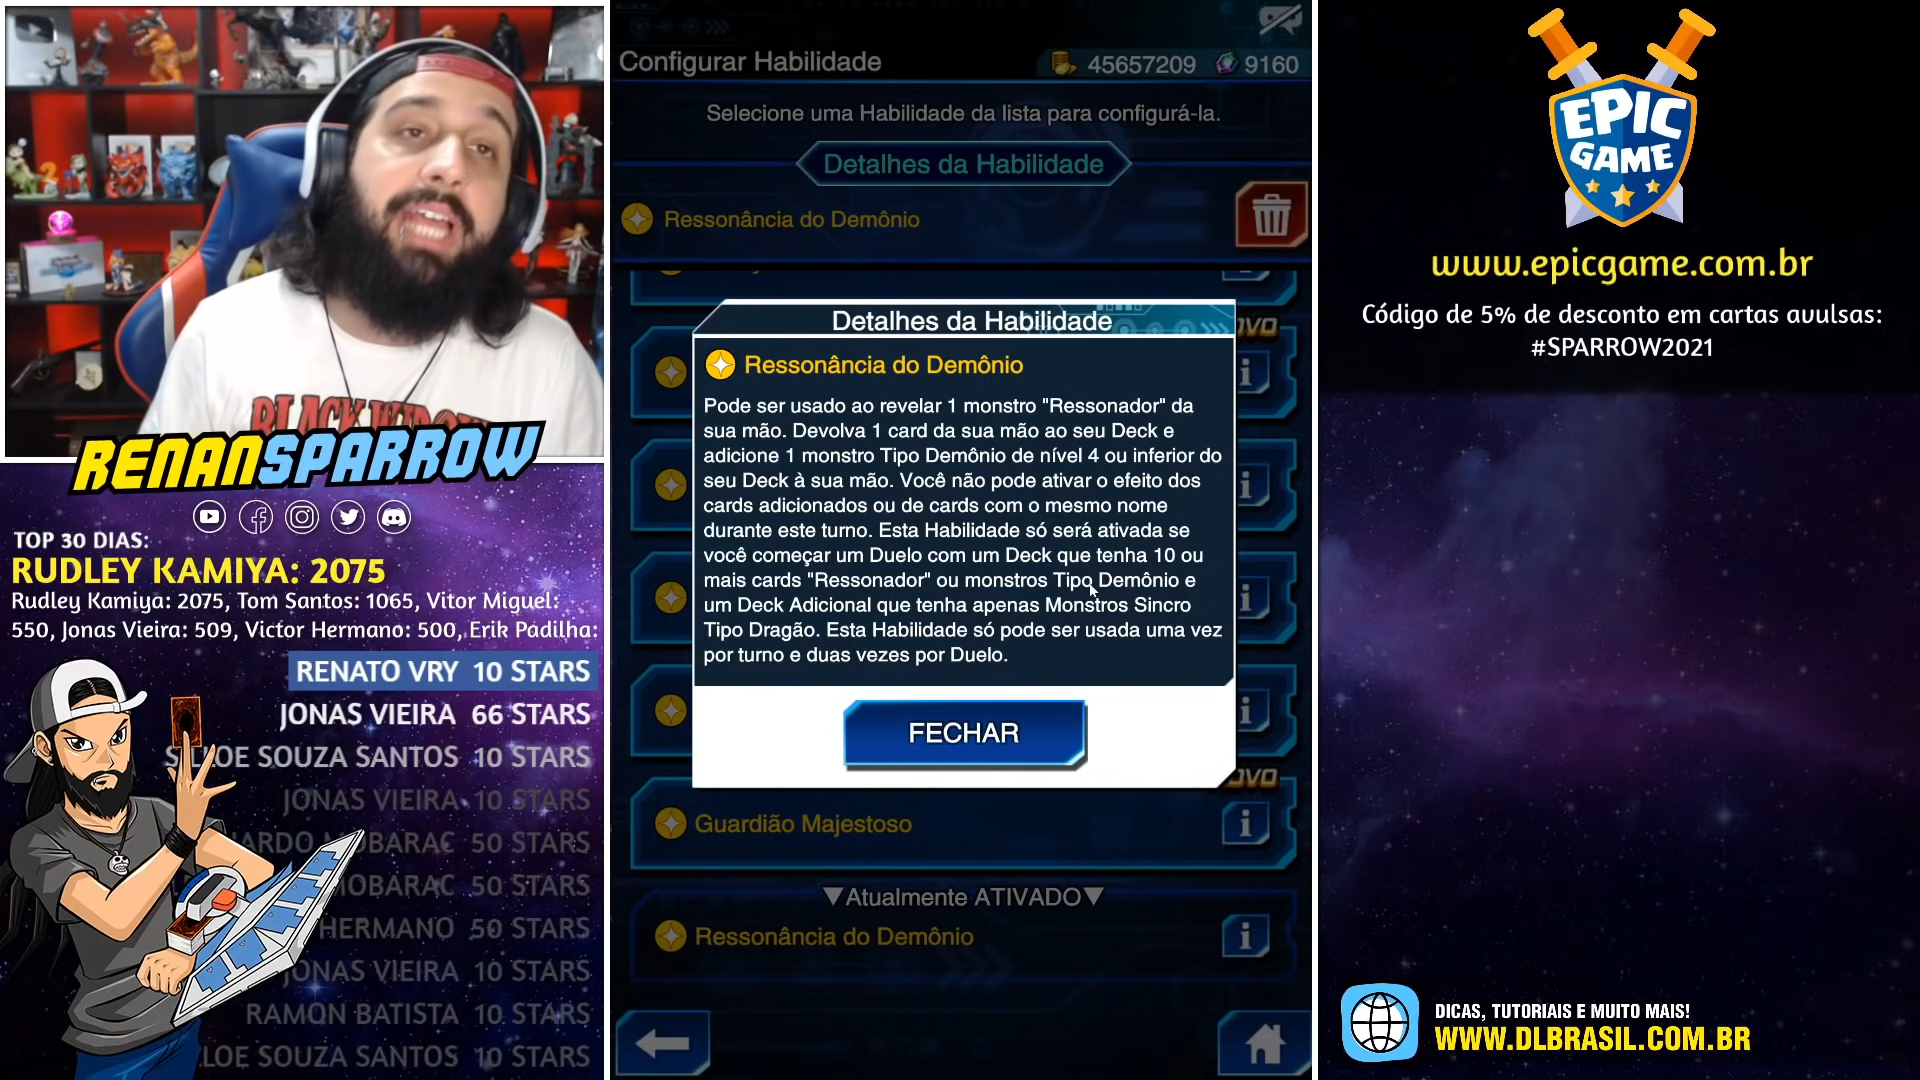 BLACK WIDOW
RENANSPARROW
TOP 30 DIAS:
RUDLEY KAMIYA: 2075
Rudley Kamiya: 2075, Tom Santos: 1065, Vitor Miguel:
550, Jonas Vieira: 509, Victor Hermano: 500, Erik Padilha:
RENATO VRY 10 STARS
JONAS VIEIRA 66 STARS
SOUZA SANTOS 10 STARS
JONAS VIEIRA 10 STARS
50 STARS
MOBARAC 50 STARS
HERMANO 50 STARS
JONAS VIEIRA 10 STARS
RAMON BATISTA 10 STARS
SOUZA SANTOS 10 STARS
Configurar Habilidade
45657209 9160
Selecione uma Habilidade da lista para configurá-la.
Detalhes da Habilidade
Ressonância do Demônio
Detalhes da Habilidade
Ressonância do Demônio
Pode ser usado ao revelar 1 monstro "Ressonador" da
sua mão. Devolva 1 card da sua mão ao seu Deck e
adicione 1 monstro Tipo Demônio de nível 4 ou inferior do
seu Deck à sua mão. Você não pode ativar o efeito dos
cards adicionados ou de cards com o mesmo nome
durante este turno. Esta Habilidade só será ativada se
você começar um Duelo com um Deck que tenha 10 ou
mais cards "Ressonador" ou monstros Tipo Demônio e
um Deck Adicional que tenha apenas Monstros Sincro
Tipo Dragão. Esta Habilidade só pode ser usada uma vez
por turno e duas vezes por Duelo.
FECHAR
Guardião Majestoso
▼Atualmente ATIVADO▼
Ressonância do Demônio
EPIC
GAME
www.epicgame.com.br
Código de 5% de desconto em cartas avulsas:
#SPARROW2021
DICAS, TUTORIAIS E MUITO MAIS!
WWW.DLBRASIL.COM.BR